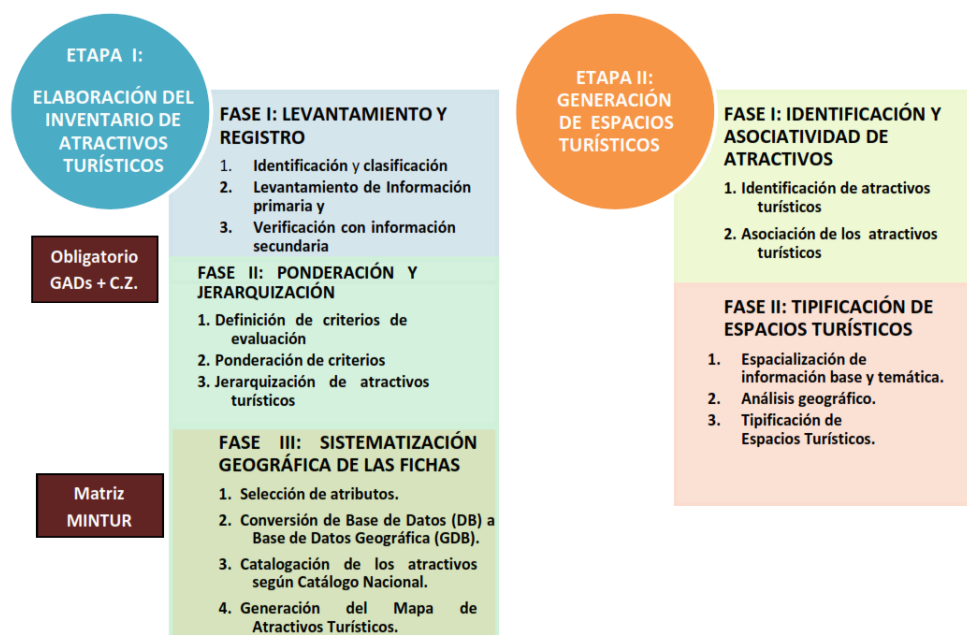 ETAPA I:
ELABORACIÓN DEL
INVENTARIO DE
ATRACTIVOS
TURÍSTICOS
Obligatorio
GADs + C.Z.
Matriz
MINTUR
FASE I: LEVANTAMIENTO Y
REGISTRO
1. Identificación y clasificación
2. Levantamiento de Información
primaria y
3. Verificación con información
secundaria
FASE II: PONDERACIÓN Y
JERARQUIZACIÓN
1. Definición de criterios de
evaluación
2. Ponderación de criterios
3. Jerarquización de atractivos
turísticos
FASE III: SISTEMATIZACIÓN
GEOGRÁFICA DE LAS FICHAS
1. Selección de atributos.
2. Conversión de Base de Datos (DB) a
Base de Datos Geográfica (GDB).
3. Catalogación de los atractivos
según Catálogo Nacional.
4. Generación del Mapa de
Atractivos Turísticos.
ETAPA II:
GENERACIÓN
DE ESPACIOS
TURÍSTICOS
FASE I: IDENTIFICACIÓN Y
ASOCIATIVIDAD DE
ATRACTIVOS
1. Identificación de atractivos
turísticos
2. Asociación de los atractivos
turísticos
FASE II: TIPIFICACIÓN DE
ESPACIOS TURÍSTICOS
1. Espacialización de
información base y temática.
2. Análisis geográfico.
3. Tipificación de
Espacios Turísticos.